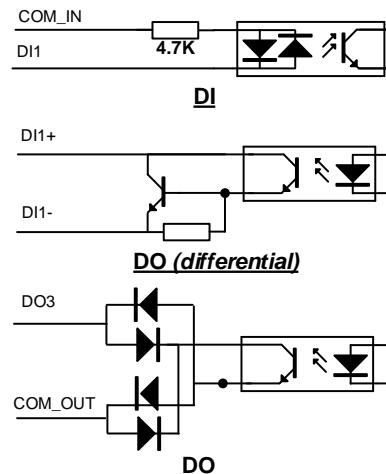 COM_IN
DI1
4.7K
DI
DI1+
DI1-
DO (differential)
DO3
COM_OUT
DO